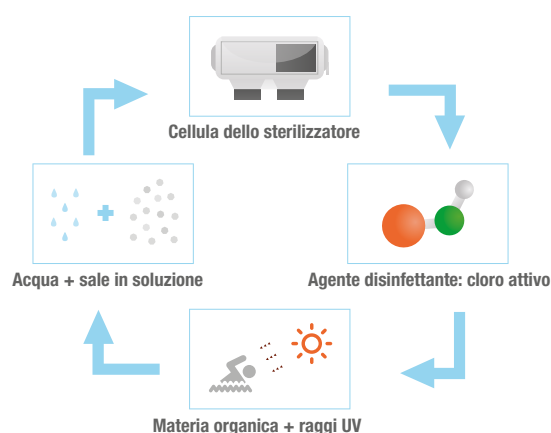 Cellula dello sterilizzatore
Acqua + sale in soluzione
Agente disinfettante: cloro attivo
Materia organica + raggi UV